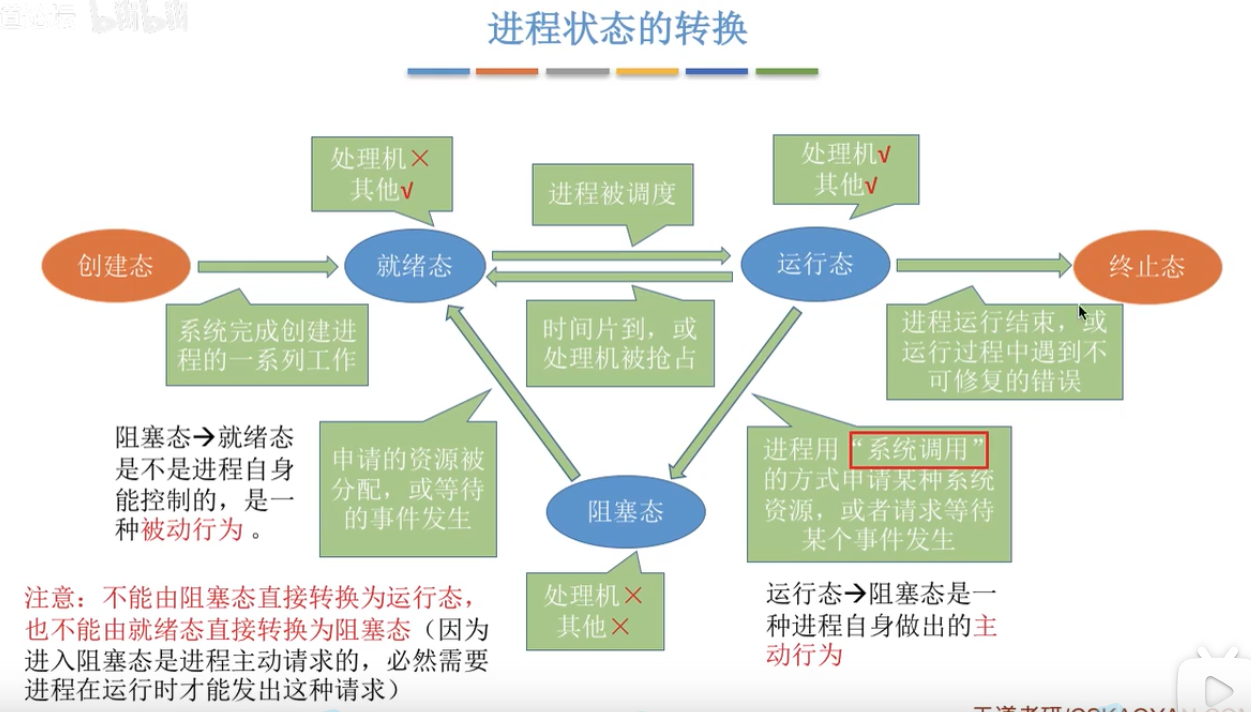 bilibili
进程状态的转换
处理机×
其他√
进程被调度
处理机√
其他√
创建态
就绪态
运行态
终止态
系统完成创建进
程的一系列工作
时间片到，或
处理机被抢占
进程运行结束，或
运行过程中遇到不
可修复的错误
阻塞态→就绪态
是不是进程自身
能控制的，是一
种被动行为 。
申请的资源被
分配，或等待
的事件发生
进程用“系统调用”
的方式申请某种系统
资源，或者请求等待
某个事件发生
阻塞态
处理机×
其他×
运行态→阻塞态是一
种进程自身做出的主
动行为
注意：不能由阻塞态直接转换为运行态，
也不能由就绪态直接转换为阻塞态（因为
进入阻塞态是进程主动请求的，必然需要
进程在运行时才能发出这种请求）